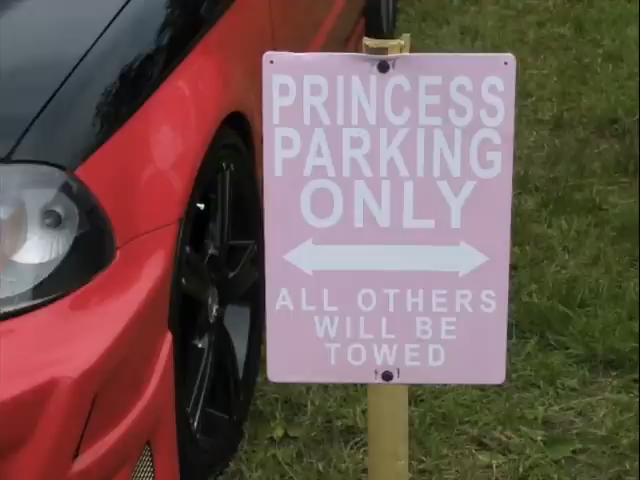 PRINCESS
PARKING
ONLY
ALL OTHERS
WILL BE
TOWED